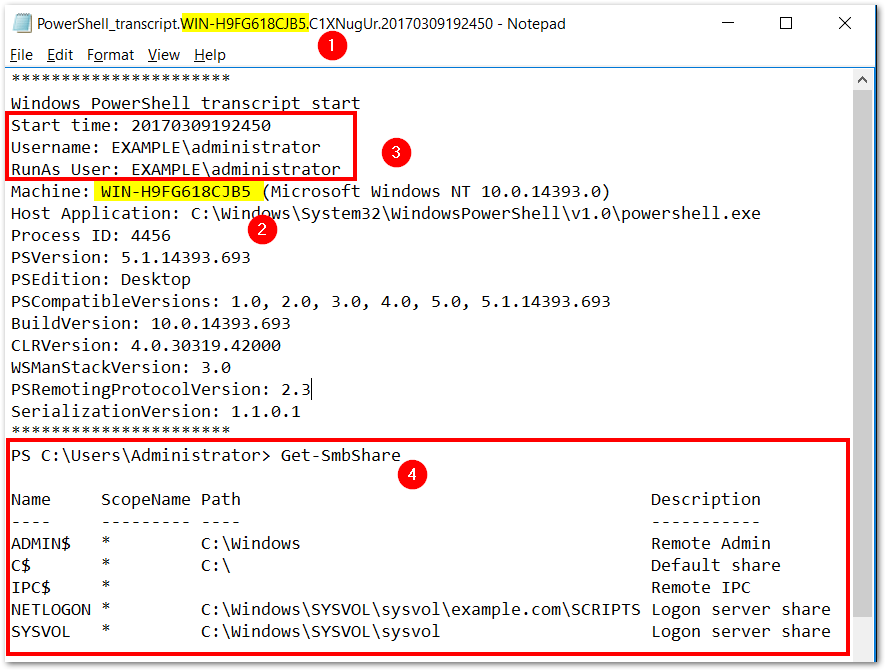 PowerShell_transcript.WIN-H9FG618CJB5.C1XNugUr.20170309192450 - Notepad
1
File Edit Format View Help
**********************
Windows PowerShell transcript start
Start time: 20170309192450
Username: EXAMPLE\administrator
3
RunAs User: EXAMPLE\administrator
Machine: WIN-H9FG618CJB5 (Microsoft Windows NT 10.0.14393.0)
Host Application: C:\Windows\System32\WindowsPowerShell\v1.0\powershell.exe
2
Process ID: 4456
PSVersion: 5.1.14393.693
PSEdition: Desktop
PSCompatibleVersions: 1.0, 2.0, 3.0, 4.0, 5.0, 5.1.14393.693
BuildVersion: 10.0.14393.693
CLRVersion: 4.0.30319.42000
WSManStackVersion: 3.0
PSRemotingProtocolVersion: 2.3
SerializationVersion: 1.1.0.1
**********************
PS C:\Users\Administrator> Get-SmbShare
4
Name ScopeName Path Description
---- --------- ---- -----------
ADMIN$ * C:\Windows Remote Admin
C$ * C:\ Default share
IPC$ * Remote IPC
NETLOGON * C:\Windows\SYSVOL\sysvol\example.com\SCRIPTS Logon server share
SYSVOL * C:\Windows\SYSVOL\sysvol Logon server share